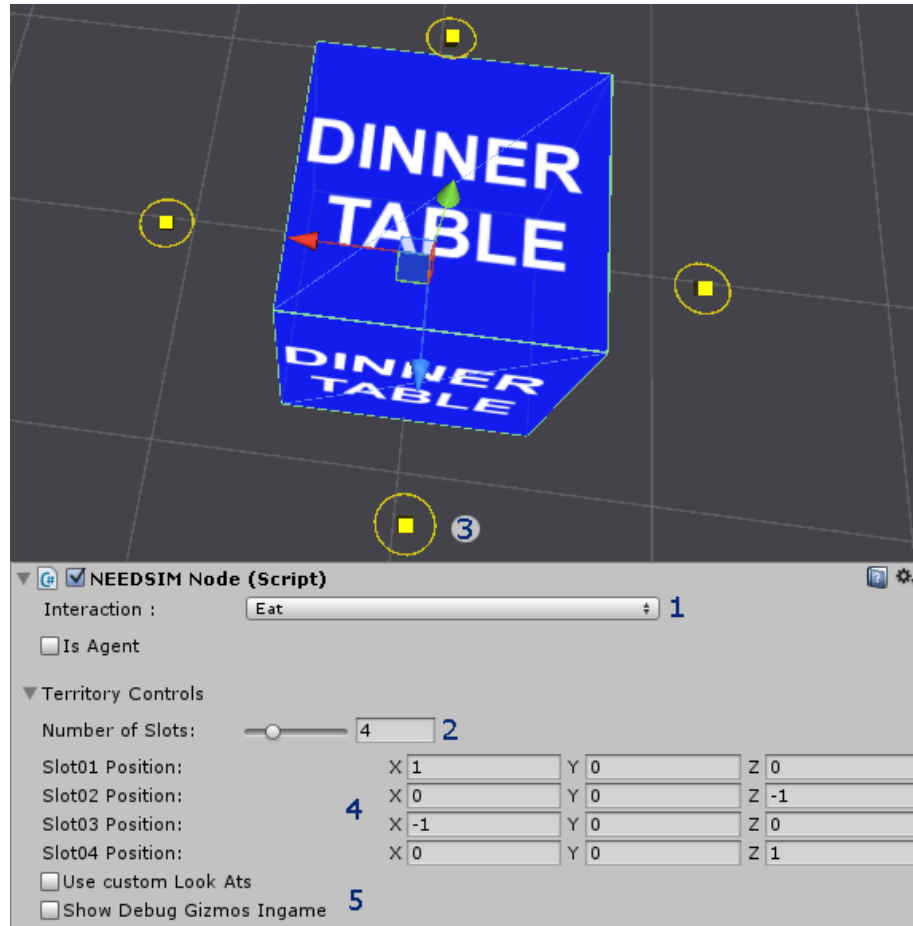 DINNER
TABLE
DINNER
TABLE
3
NEEDSIM Node (Script)
Interaction : Eat 1
Is Agent
Territory Controls
Number of Slots: 4 2
Slot01 Position: X 1 Y 0 Z 0
Slot02 Position: X 0 Y 0 Z -1
4
Slot03 Position: X -1 Y 0 Z 0
Slot04 Position: X 0 Y 0 Z 1
Use custom Look Ats
5
Show Debug Gizmos Ingame